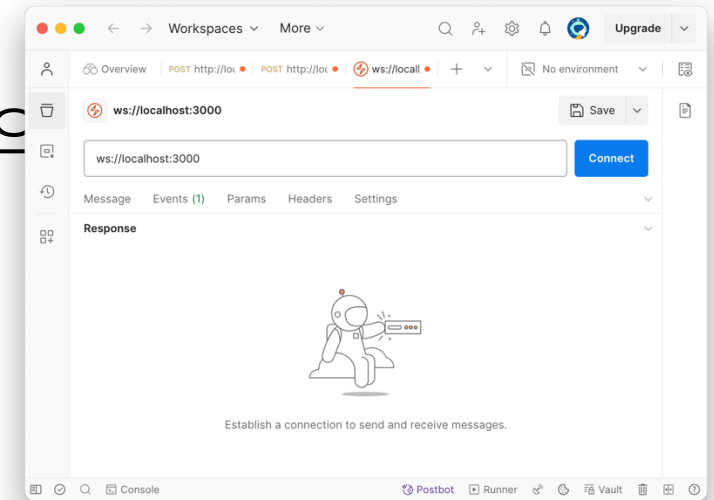 Workspaces More Upgrade
Overview POST http://loc POST http://loc ws://locall No environment
ws://localhost:3000 Save
ws://localhost:3000 Connect
Message Events (1) Params Headers Settings
Response
Establish a connection to send and receive messages.
Console Postbot Runner Vault